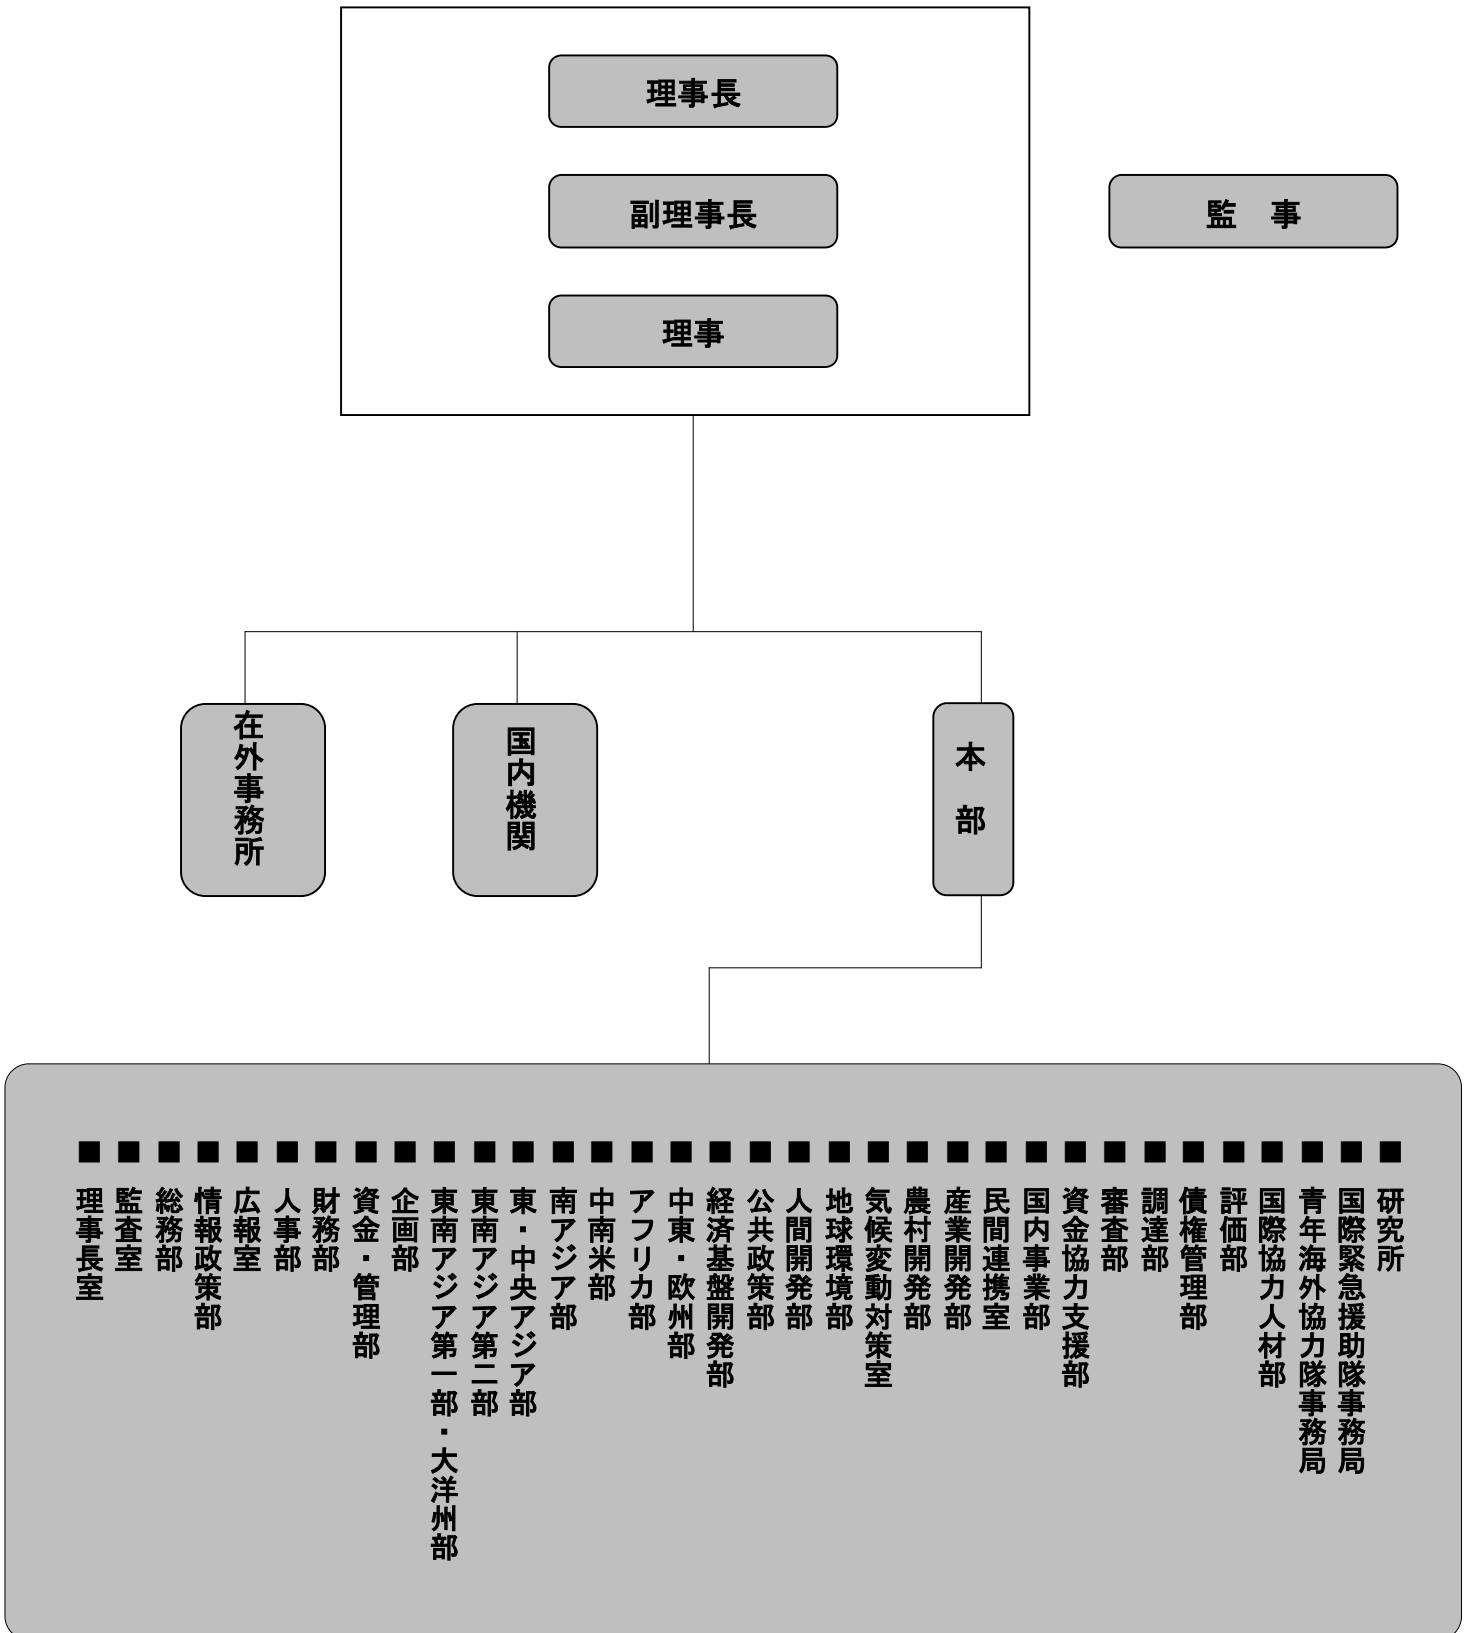 理事長
副理事長
監　事
理事
在外事務所
国内機関
本　部
■　理事長室
■　監査室
■　総務部
■　情報政策部
■　広報室
■　人事部
■　財務部
■　資金・管理部
■　企画部
■　東南アジア第一部・大洋州部
■　東南アジア第二部
■　東・中央アジア部
■　南アジア部
■　中南米部
■　アフリカ部
■　中東・欧州部
■　経済基盤開発部
■　公共政策部
■　人間開発部
■　地球環境部
■　気候変動対策室
■　農村開発部
■　産業開発部
■　民間連携室
■　国内事業部
■　資金協力支援部
■　審査部
■　調達部
■　債権管理部
■　評価部
■　国際協力人材部
■　青年海外協力隊事務局
■　国際緊急援助隊事務局
■　研究所